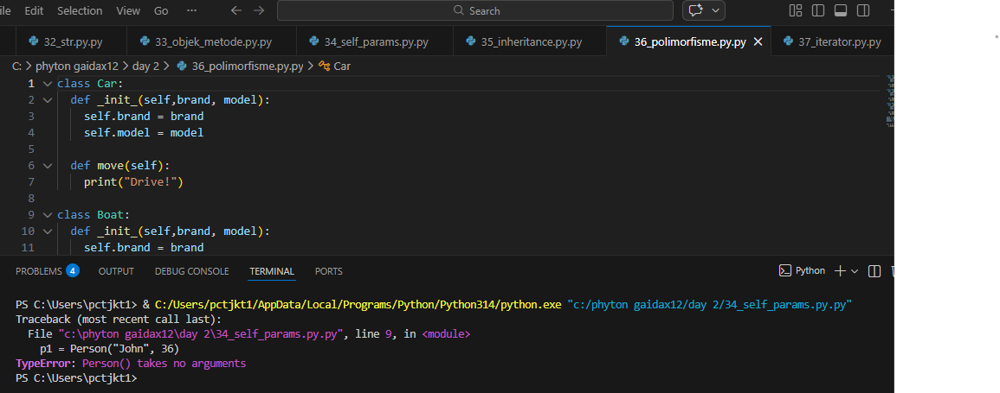 File Edit Selection View Go ··· Search
32_str.py.py 33_objek_metode.py.py 34_self_params.py.py 35_inheritance.py.py 36_polimorfisme.py.py 37_iterator.py.py
C: > phyton gaidax12 > day 2 > 36_polimorfisme.py.py > Car
1 class Car:
2 def _init_(self,brand, model):
3 self.brand = brand
4 self.model = model
5
6 def move(self):
7 print("Drive!")
8
9 class Boat:
10 def _init_(self,brand, model):
11 self.brand = brand
PROBLEMS 4 OUTPUT DEBUG CONSOLE TERMINAL PORTS Python
PS C:\Users\pctjkt1> & C:/Users/pctjkt1/AppData/Local/Programs/Python/Python314/python.exe "c:/phyton gaidax12/day 2/34_self_params.py.py"
Traceback (most recent call last):
File "c:\phyton gaidax12\day 2\34_self_params.py.py", line 9, in <module>
p1 = Person("John", 36)
TypeError: Person() takes no arguments
PS C:\Users\pctjkt1>